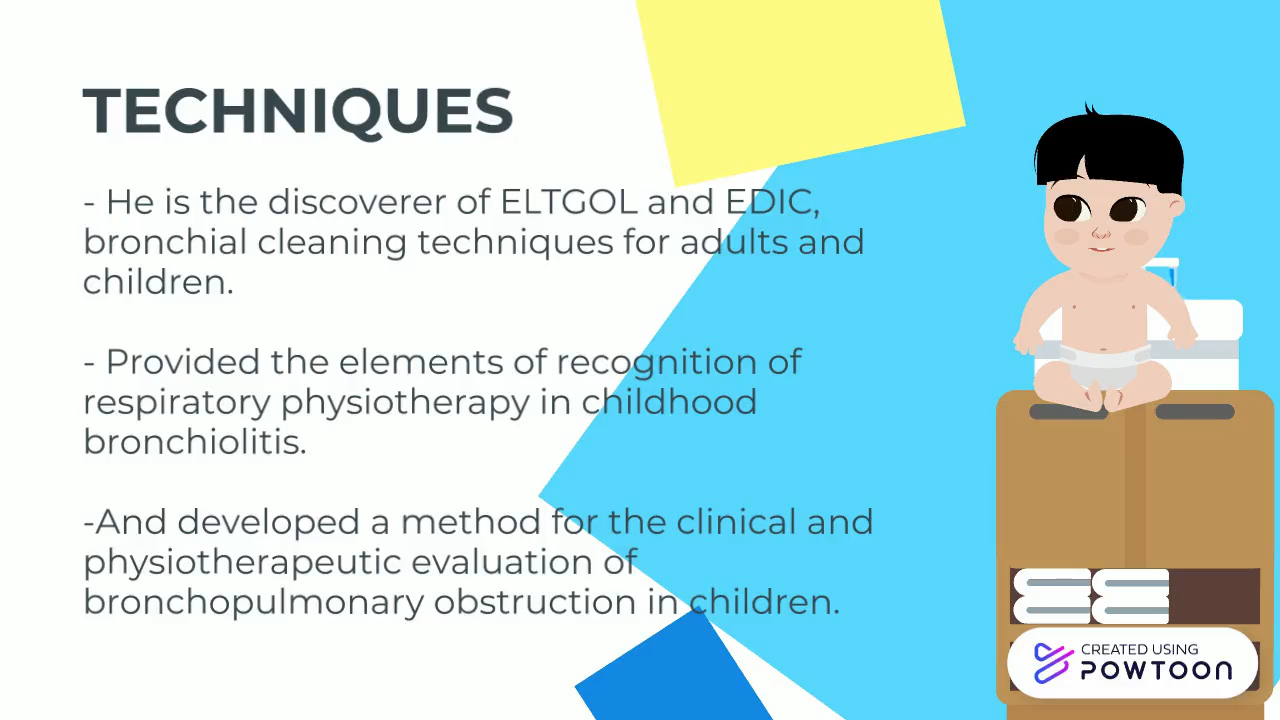 TECHNIQUES
- He is the discoverer of ELTGOL and EDIC,
bronchial cleaning techniques for adults and
children.
- Provided the elements of recognition of
respiratory physiotherapy in childhood
bronchiolitis.
-And developed a method for the clinical and
physiotherapeutic evaluation of
bronchopulmonary obstruction in children.
CREATED USING
POWTOON